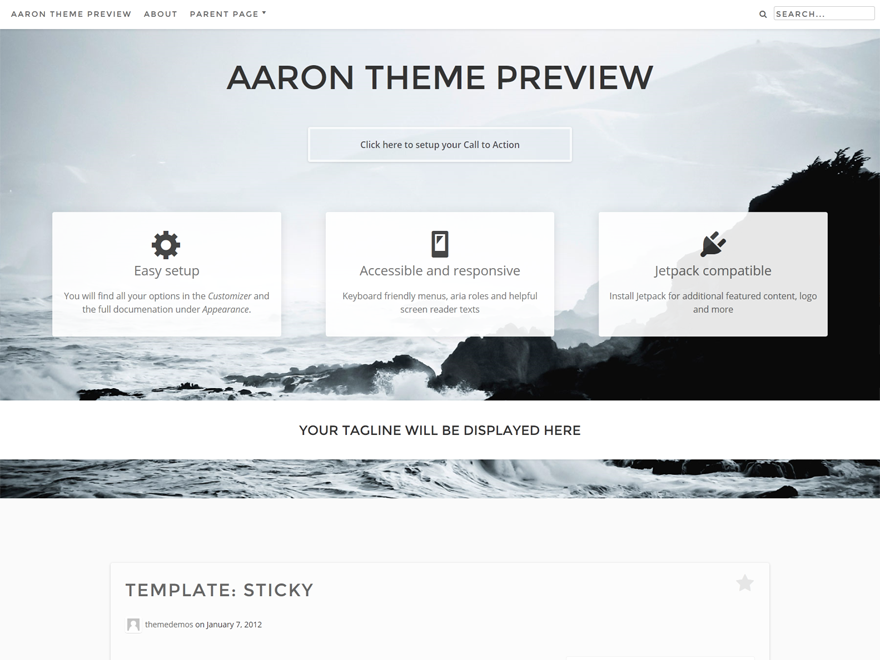 AARON THEME PREVIEW ABOUT PARENT PAGE SEARCH...
AARON THEME PREVIEW
Click here to setup your Call to Action
Easy setup
You will find all your options in the Customizer and
the full documenation under Appearance.
Accessible and responsive
Keyboard friendly menus, aria roles and helpful
screen reader texts
Jetpack compatible
Install Jetpack for additional featured content, logo
and more
YOUR TAGLINE WILL BE DISPLAYED HERE
TEMPLATE: STICKY
themedemos on January 7, 2012